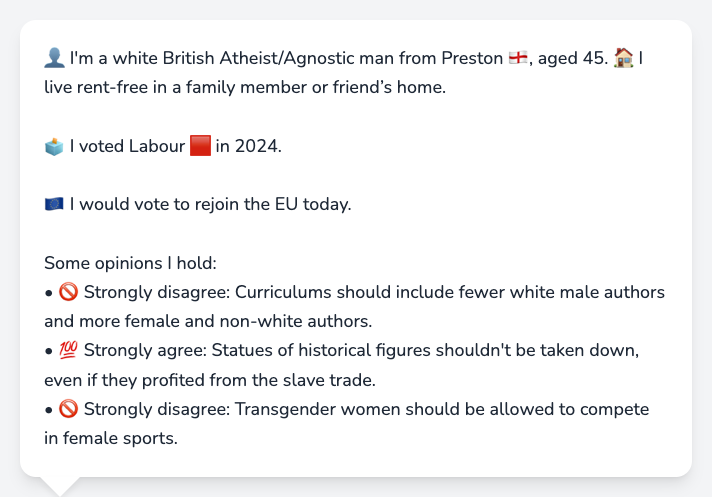 👤 I'm a white British Atheist/Agnostic man from Preston 🏴󠁧󠁢󠁥󠁮󠁧󠁿, aged 45. 🏠 I
live rent-free in a family member or friend’s home.
🗳️ I voted Labour 🟥 in 2024.
🇪🇺 I would vote to rejoin the EU today.
Some opinions I hold:
• 🚫 Strongly disagree: Curriculums should include fewer white male authors
and more female and non-white authors.
• 💯 Strongly agree: Statues of historical figures shouldn't be taken down,
even if they profited from the slave trade.
• 🚫 Strongly disagree: Transgender women should be allowed to compete
in female sports.